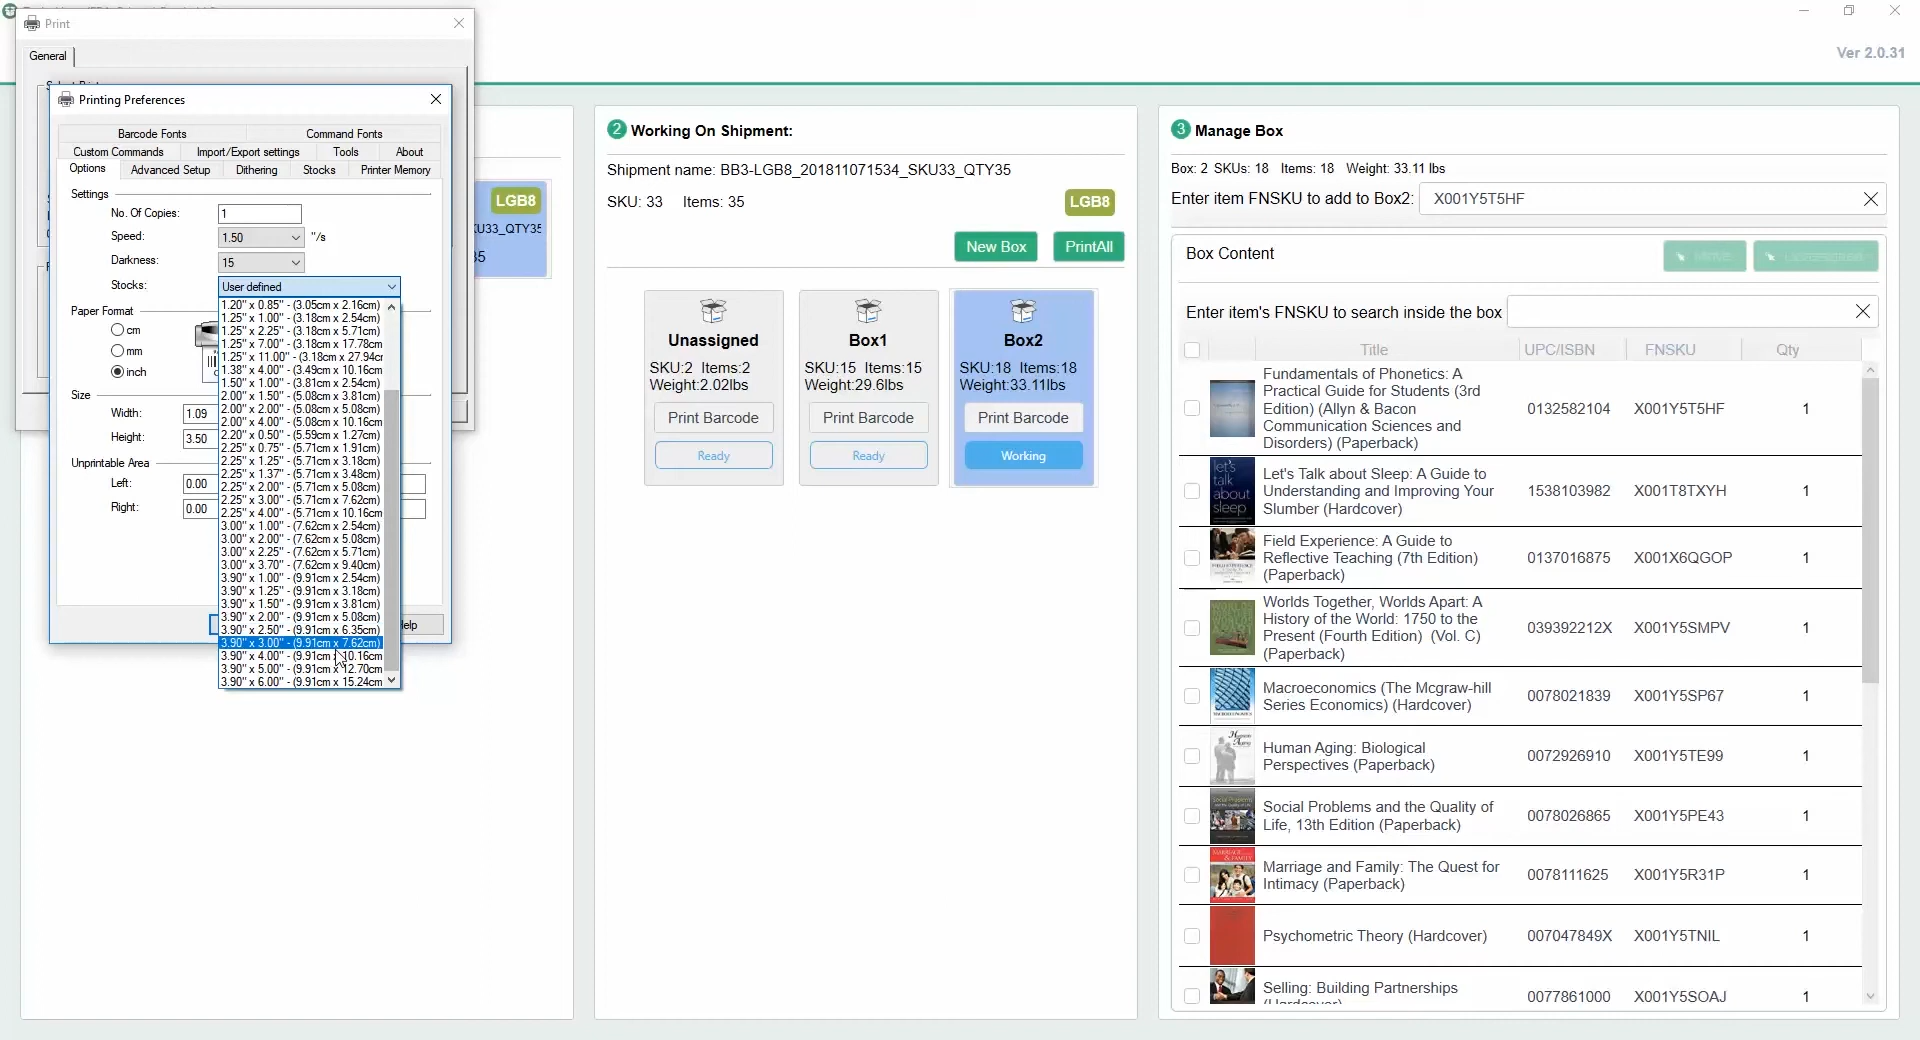 Print
General
Printing Preferences
Barcode Fonts
Command Fonts
Custom Commands
Import/Export settings
Tools
About
Options
Advanced Setup
Dithering
Stocks
Printer Memory
Settings
No. Of Copies:
1
Speed:
1.50
"/s
Darkness:
15
Stocks:
User defined
1.20" x 0.85" - (3.05cm x 2.16cm)
1.25" x 1.00" - (3.18cm x 2.54cm)
1.25" x 2.25" - (3.18cm x 5.71cm)
1.25" x 7.00" - (3.18cm x 17.78cm
1.25" x 11.00" - (3.18cm x 27.94cr
1.38" x 4.00" - (3.49cm x 10.16cm
1.50" x 1.00" - (3.81cm x 2.54cm)
2.00" x 1.50" - (5.08cm x 3.81cm)
2.00" x 2.00" - (5.08cm x 5.08cm)
2.00" x 4.00" - (5.08cm x 10.16cm
2.20" x 0.50" - (5.59cm x 1.27cm)
2.25" x 0.75" - (5.71cm x 1.91cm)
2.25" x 1.25" - (5.71cm x 3.18cm)
2.25" x 1.37" - (5.71cm x 3.48cm)
2.25" x 2.00" - (5.71cm x 5.08cm)
2.25" x 3.00" - (5.71cm x 7.62cm)
2.25" x 4.00" - (5.71cm x 10.16cm
3.00" x 1.00" - (7.62cm x 2.54cm)
3.00" x 2.00" - (7.62cm x 5.08cm)
3.00" x 2.25" - (7.62cm x 5.71cm)
3.00" x 3.70" - (7.62cm x 9.40cm)
3.90" x 1.00" - (9.91cm x 2.54cm)
3.90" x 1.25" - (9.91cm x 3.18cm)
3.90" x 1.50" - (9.91cm x 3.81cm)
3.90" x 2.00" - (9.91cm x 5.08cm)
3.90" x 2.50" - (9.91cm x 6.35cm)
3.90" x 3.00" - (9.91cm x 7.62cm)
3.90" x 4.00" - (9.91cm x 10.16cm
3.90" x 5.00" - (9.91cm x 12.70cm
3.90" x 6.00" - (9.91cm x 15.24cm
Paper Format
cm
mm
inch
Size
Width:
1.09
Height:
3.50
Unprintable Area
Left:
0.00
Right:
0.00
Help
LGB8
KU33_QTY35
35
Ver 2.0.31
2 Working On Shipment:
Shipment name: BB3-LGB8_201811071534_SKU33_QTY35
SKU: 33 Items: 35
LGB8
New Box
PrintAll
Unassigned
SKU:2 Items:2
Weight:2.02lbs
Print Barcode
Ready
Box1
SKU:15 Items:15
Weight:29.6lbs
Print Barcode
Ready
Box2
SKU:18 Items:18
Weight:33.11lbs
Print Barcode
Working
3 Manage Box
Box: 2 SKUs: 18 Items: 18 Weight: 33.11 lbs
Enter item FNSKU to add to Box2: X001Y5T5HF
Box Content
Enter item's FNSKU to search inside the box
Title UPC/ISBN FNSKU Qty
Fundamentals of Phonetics: A
Practical Guide for Students (3rd
Edition) (Allyn & Bacon
Communication Sciences and
Disorders) (Paperback)
0132582104 X001Y5T5HF 1
let's
talk
about
sleep
Let's Talk about Sleep: A Guide to
Understanding and Improving Your
Slumber (Hardcover)
1538103982 X001T8TXYH 1
Field Experience: A Guide to
Reflective Teaching (7th Edition)
(Paperback)
0137016875 X001X6QGOP 1
Worlds Together, Worlds Apart: A
History of the World: 1750 to the
Present (Fourth Edition) (Vol. C)
(Paperback)
039392212X X001Y5SMPV 1
Macroeconomics (The Mcgraw-hill
Series Economics) (Hardcover)
0078021839 X001Y5SP67 1
Human Aging: Biological
Perspectives (Paperback)
0072926910 X001Y5TE99 1
Social Problems and the Quality of
Life, 13th Edition (Paperback)
0078026865 X001Y5PE43 1
Marriage and Family: The Quest for
Intimacy (Paperback)
0078111625 X001Y5R31P 1
Psychometric Theory (Hardcover)
007047849X X001Y5TNIL 1
Selling: Building Partnerships
(Hardcover)
0077861000 X001Y5SOAJ 1